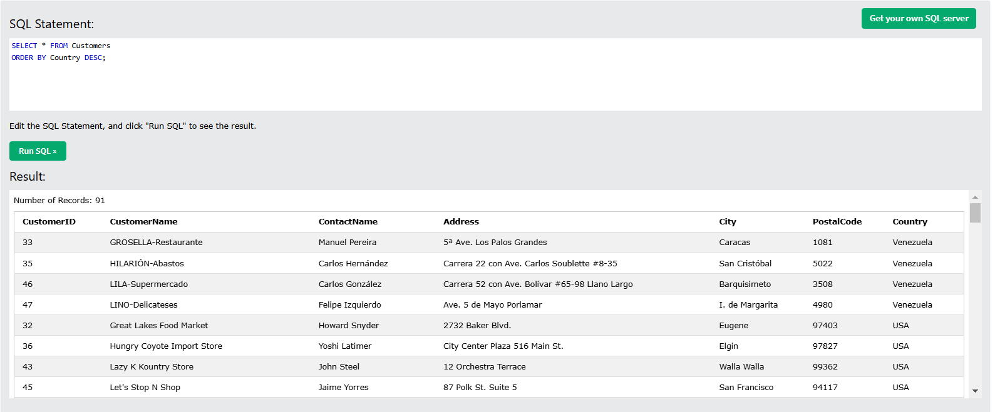 Get your own SQL server
SQL Statement:
SELECT * FROM Customers
ORDER BY Country DESC;
Edit the SQL Statement, and click "Run SQL" to see the result.
Run SQL »
Result:
Number of Records: 91
CustomerID CustomerName ContactName Address City PostalCode Country
33 GROSELLA-Restaurante Manuel Pereira 5ª Ave. Los Palos Grandes Caracas 1081 Venezuela
35 HILARIÓN-Abastos Carlos Hernández Carrera 22 con Ave. Carlos Soublette #8-35 San Cristóbal 5022 Venezuela
46 LILA-Supermercado Carlos González Carrera 52 con Ave. Bolívar #65-98 Llano Largo Barquisimeto 3508 Venezuela
47 LINO-Delicateses Felipe Izquierdo Ave. 5 de Mayo Porlamar I. de Margarita 4980 Venezuela
32 Great Lakes Food Market Howard Snyder 2732 Baker Blvd. Eugene 97403 USA
36 Hungry Coyote Import Store Yoshi Latimer City Center Plaza 516 Main St. Elgin 97827 USA
43 Lazy K Kountry Store John Steel 12 Orchestra Terrace Walla Walla 99362 USA
45 Let's Stop N Shop Jaime Yorres 87 Polk St. Suite 5 San Francisco 94117 USA